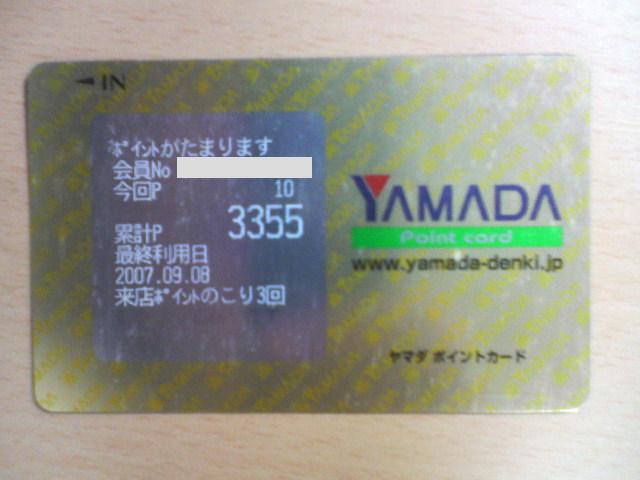 IN
ﾎﾟｲﾝﾄがたまります
会員No
今回P 10
累計P 3355
最終利用日
2007.09.08
来店ﾎﾟｲﾝﾄのこり3回
YAMADA
Point card
www.yamada-denki.jp
ヤマダ ポイントカード